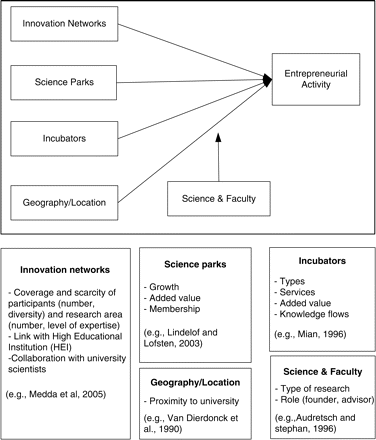 Innovation Networks
Science Parks
Incubators
Geography/Location
Entrepreneurial
Activity
Science & Faculty
Innovation networks
- Coverage and scarcity of
participants (number,
diversity) and research area
(number, level of expertise)
- Link with High Educational
Institution (HEI)
-Collaboration with university
scientists
(e.g., Medda et al, 2005)
Science parks
- Growth
- Added value
- Membership
(e.g., Lindelof and
Lofsten, 2003)
Geography/Location
- Proximity to university
(e.g., Van Dierdonck et
al., 1990)
Incubators
- Types
- Services
- Added value
- Knowledge flows
(e.g., Mian, 1996)
Science & Faculty
- Type of research
- Role (founder, advisor)
(e.g.,Audretsch and
stephan, 1996)